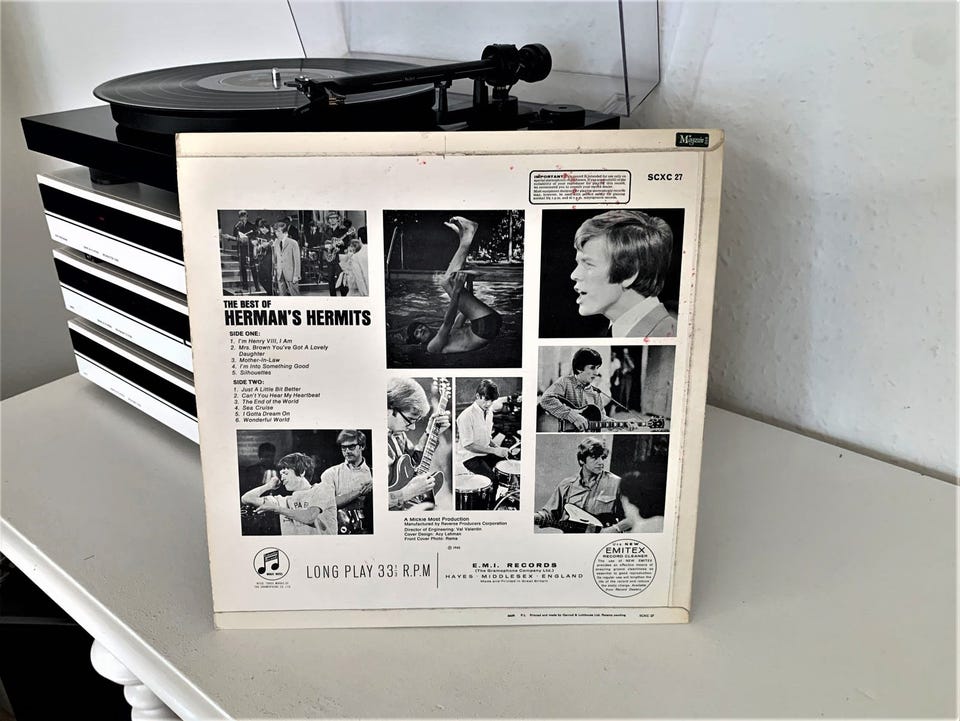 SCXC 27
THE BEST OF
HERMAN'S HERMITS
SIDE ONE:
1. I'm Henry VIII, I Am
2. Mrs. Brown You've Got A Lovely
Daughter
3. Mother-in-Law
4. I'm Into Something Good
5. Silhouettes
SIDE TWO:
1. Just A Little Bit Better
2. Can't You Hear My Heartbeat
3. The End of the World
4. Sea Cruise
5. I Gotta Dream On
6. Wonderful World
A Mickie Most Production
Manufactured by Reverse Producers Corporation
Director of Engineering: Val Valentin
Cover Design: Acy Lehman
Front Cover Photo: Rema
LONG PLAY 33⅓ R.P.M
E.M.I. RECORDS
(The Gramophone Company Ltd.)
HAYES · MIDDLESEX · ENGLAND
Made and Printed in Great Britain
Use NEW
EMITEX
RECORD CLEANER
SCXC 27